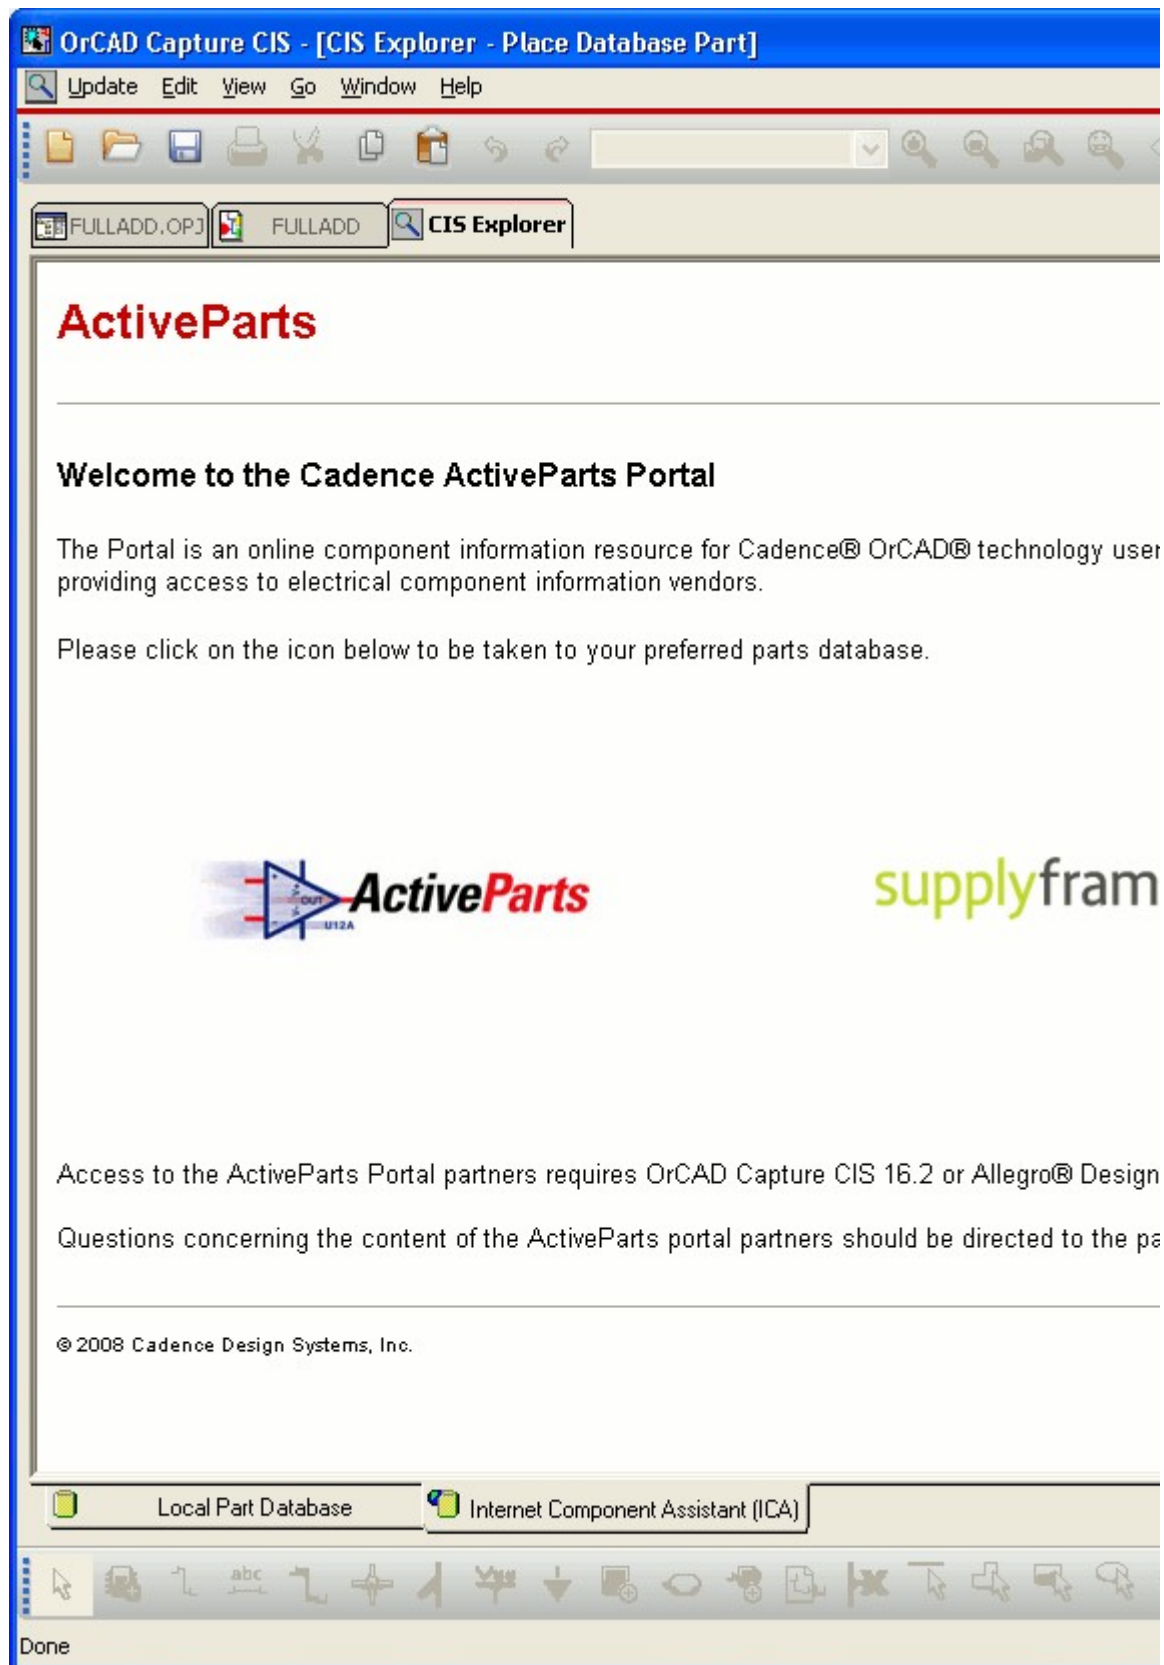 OrCAD Capture CIS - [CIS Explorer - Place Database Part]
Update Edit View Go Window Help
FULLADD.OPJ FULLADD CIS Explorer
ActiveParts
Welcome to the Cadence ActiveParts Portal
The Portal is an online component information resource for Cadence® OrCAD® technology user
providing access to electrical component information vendors.
Please click on the icon below to be taken to your preferred parts database.
OUT
U12A
ActiveParts
supplyfram
Access to the ActiveParts Portal partners requires OrCAD Capture CIS 16.2 or Allegro® Design
Questions concerning the content of the ActiveParts portal partners should be directed to the pa
© 2008 Cadence Design Systems, Inc.
Local Part Database Internet Component Assistant (ICA)
abc
Done